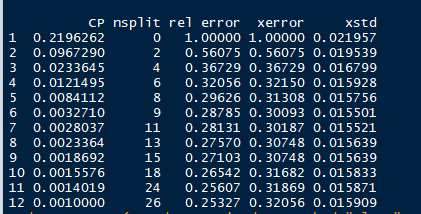 CP nsplit rel error xerror xstd
1 0.2196262 0 1.00000 1.00000 0.021957
2 0.0967290 2 0.56075 0.56075 0.019539
3 0.0233645 4 0.36729 0.36729 0.016799
4 0.0121495 6 0.32056 0.32150 0.015928
5 0.0084112 8 0.29626 0.31308 0.015756
6 0.0032710 9 0.28785 0.30093 0.015501
7 0.0028037 11 0.28131 0.30187 0.015521
8 0.0023364 13 0.27570 0.30748 0.015639
9 0.0018692 15 0.27103 0.30748 0.015639
10 0.0015576 18 0.26542 0.31682 0.015833
11 0.0014019 24 0.25607 0.31869 0.015871
12 0.0010000 26 0.25327 0.32056 0.015909